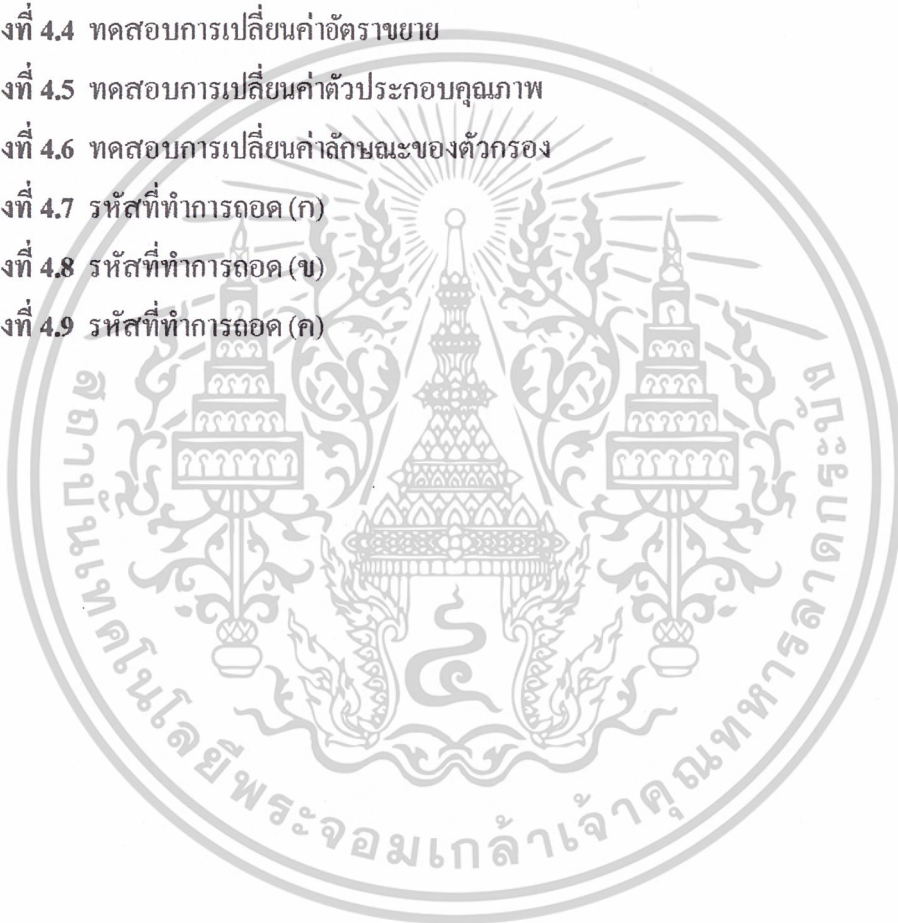 งที่ 4.4 ทดสอบการเปลี่ยนค่าอัตราขยาย
งที่ 4.5 ทดสอบการเปลี่ยนค่าตัวประกอบคุณภาพ
งที่ 4.6 ทดสอบการเปลี่ยนค่าลักษณะของตัวกรอง
งที่ 4.7 รหัสที่ทำการถอด (ก)
งที่ 4.8 รหัสที่ทำการถอด (ข)
งที่ 4.9 รหัสที่ทำการถอด (ค)
สถาบันเทคโนโลยีพระจอมเกล้าเจ้าคุณทหารลาดกระบัง
๔